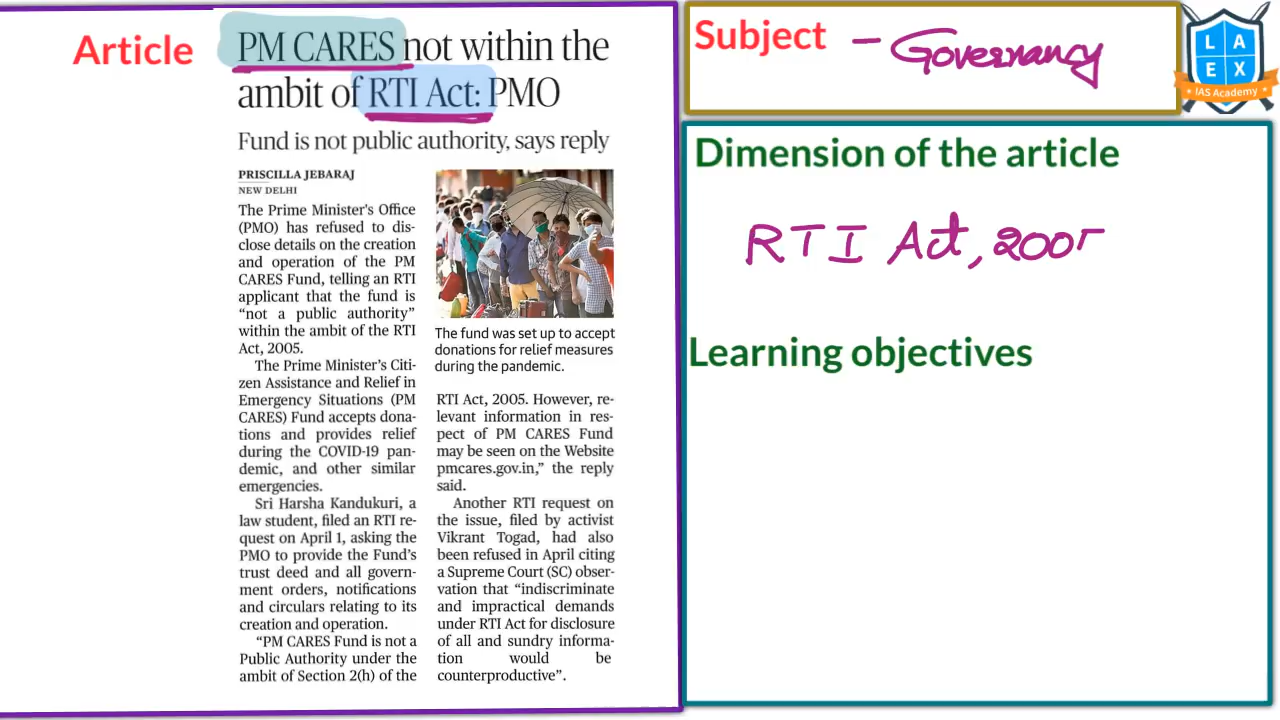 Article
PM CARES not within the
ambit of RTI Act: PMO
Fund is not public authority, says reply
PRISCILLA JEBARAJ
NEW DELHI
The Prime Minister's Office
(PMO) has refused to dis-
close details on the creation
and operation of the PM
CARES Fund, telling an RTI
applicant that the fund is
“not a public authority”
within the ambit of the RTI
Act, 2005.
The Prime Minister's Citi-
zen Assistance and Relief in
Emergency Situations (PM
CARES) Fund accepts dona-
tions and provides relief
during the COVID-19 pan-
demic, and other similar
emergencies.
Sri Harsha Kandukuri, a
law student, filed an RTI re-
quest on April 1, asking the
PMO to provide the Fund's
trust deed and all govern-
ment orders, notifications
and circulars relating to its
creation and operation.
“PM CARES Fund is not a
Public Authority under the
ambit of Section 2(h) of the
The fund was set up to accept
donations for relief measures
during the pandemic.
RTI Act, 2005. However, re-
levant information in res-
pect of PM CARES Fund
may be seen on the Website
pmcares.gov.in,” the reply
said.
Another RTI request on
the issue, filed by activist
Vikrant Togad, had also
been refused in April citing
a Supreme Court (SC) obser-
vation that “indiscriminate
and impractical demands
under RTI Act for disclosure
of all and sundry informa-
tion would be
counterproductive”.
Subject - Governancy
L A
E X
IAS Academy
Dimension of the article
RTI Act, 2005
Learning objectives